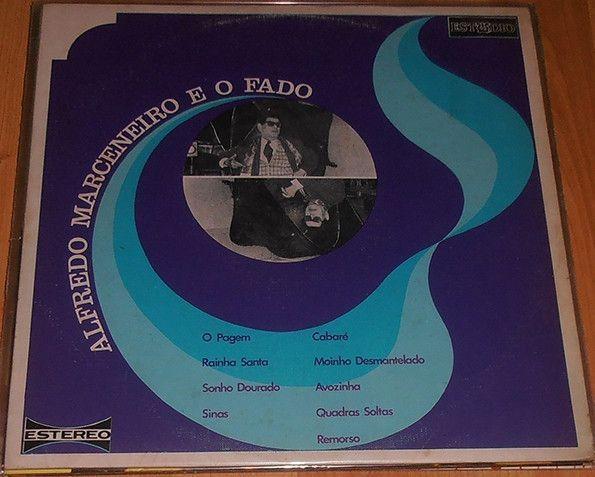 ESTÚDIO
ALFREDO MARCENEIRO E O FADO
O Pagem
Rainha Santa
Sonho Dourado
Sinas
Cabaré
Moinho Desmantelado
Avozinha
Quadras Soltas
Remorso
ESTEREO